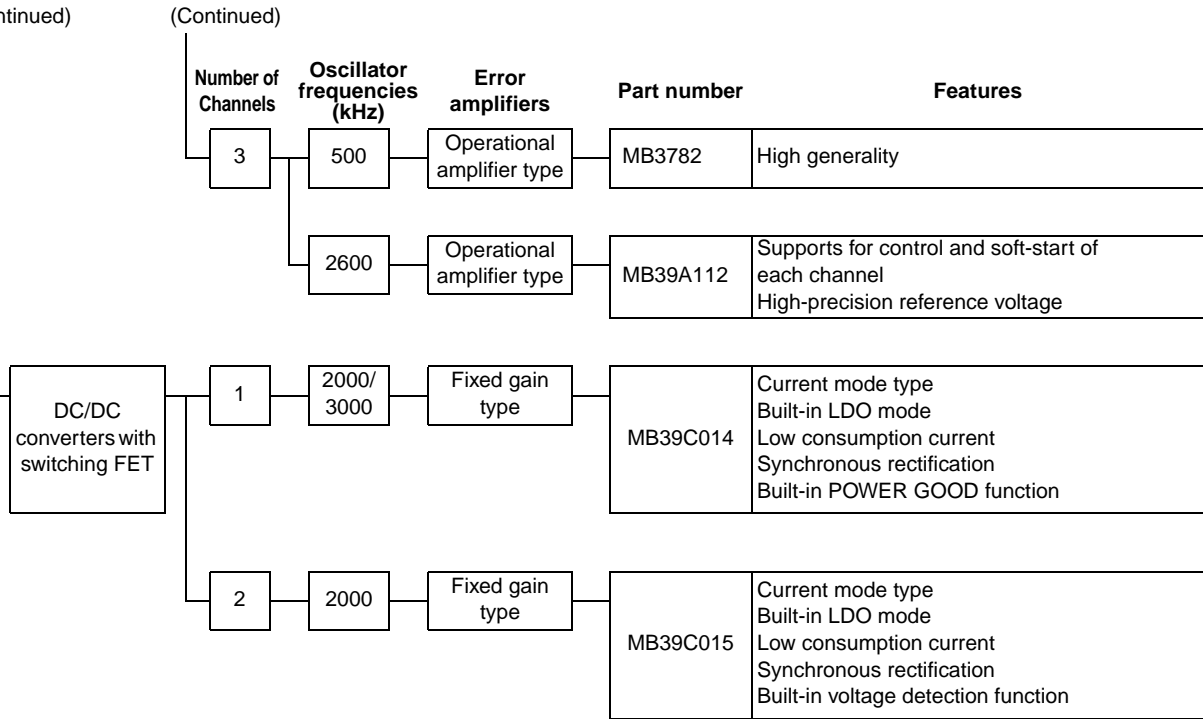 ntinued)
(Continued)
Number of
Channels
Oscillator
frequencies
(kHz)
Error
amplifiers
Part number
Features
3
500
Operational
amplifier type
MB3782
High generality
2600
Operational
amplifier type
MB39A112
Supports for control and soft-start of
each channel
High-precision reference voltage
DC/DC
converters with
switching FET
1
2000/
3000
Fixed gain
type
MB39C014
Current mode type
Built-in LDO mode
Low consumption current
Synchronous rectification
Built-in POWER GOOD function
2
2000
Fixed gain
type
MB39C015
Current mode type
Built-in LDO mode
Low consumption current
Synchronous rectification
Built-in voltage detection function